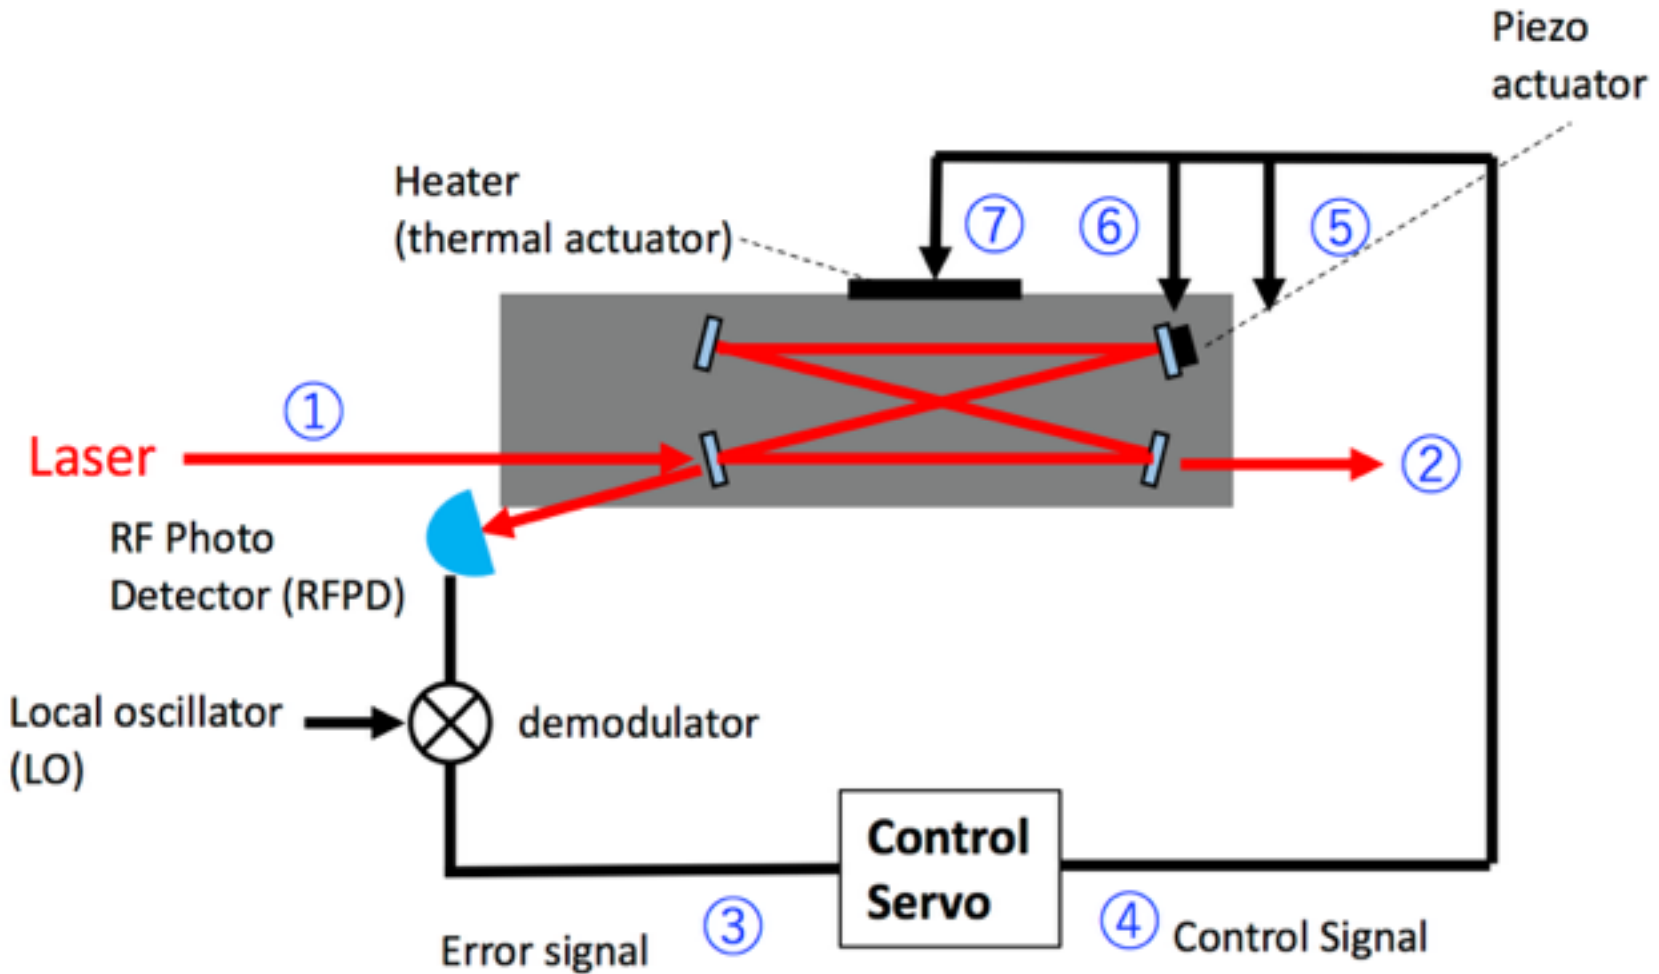 Piezo
actuator
Heater
(thermal actuator)
⑦
⑥
⑤
①
Laser
②
RF Photo
Detector (RFPD)
Local oscillator
(LO)
demodulator
Control
Servo
③
④
Error signal
Control Signal